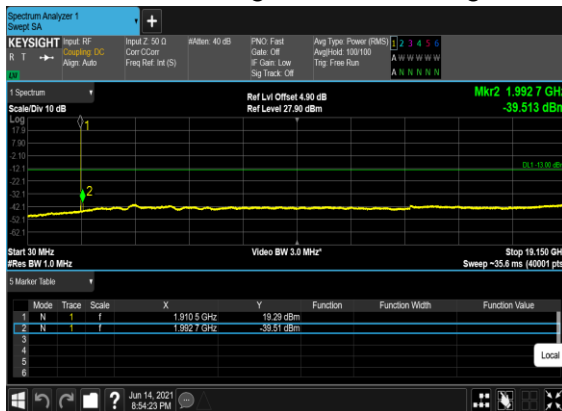 Spectrum Analyzer 1
Swept SA
KEYSIGHT Input: RF Input Z: 50 Ω #Atten: 40 dB PNO: Fast Avg Type: Power (RMS) 1 2 3 4 5 6
R T Coupling: DC Corr CCorr Gate: Off Avg|Hold: 100/100 A W W W W W
Align: Auto Freq Ref: Int (S) IF Gain: Low Trig: Free Run A N N N N N
Sig Track: Off
1 Spectrum Ref Lvl Offset 4.90 dB Mkr2 1.992 7 GHz
Scale/Div 10 dB Ref Level 27.90 dBm -39.513 dBm
Log
17.9
7.90
-2.10
-12.1
-22.1
-32.1
-42.1
-52.1
-62.1
1
2
DL1 -13.00 dBm
Start 30 MHz Video BW 3.0 MHz* Stop 19.150 GHz
#Res BW 1.0 MHz Sweep ~35.6 ms (40001 pts)
5 Marker Table
Mode Trace Scale X Y Function Function Width Function Value
1 N 1 f 1.910 5 GHz 19.29 dBm
2 N 1 f 1.992 7 GHz -39.51 dBm
3
4
5
6
Local
? Jun 14, 2021
8:54:23 PM